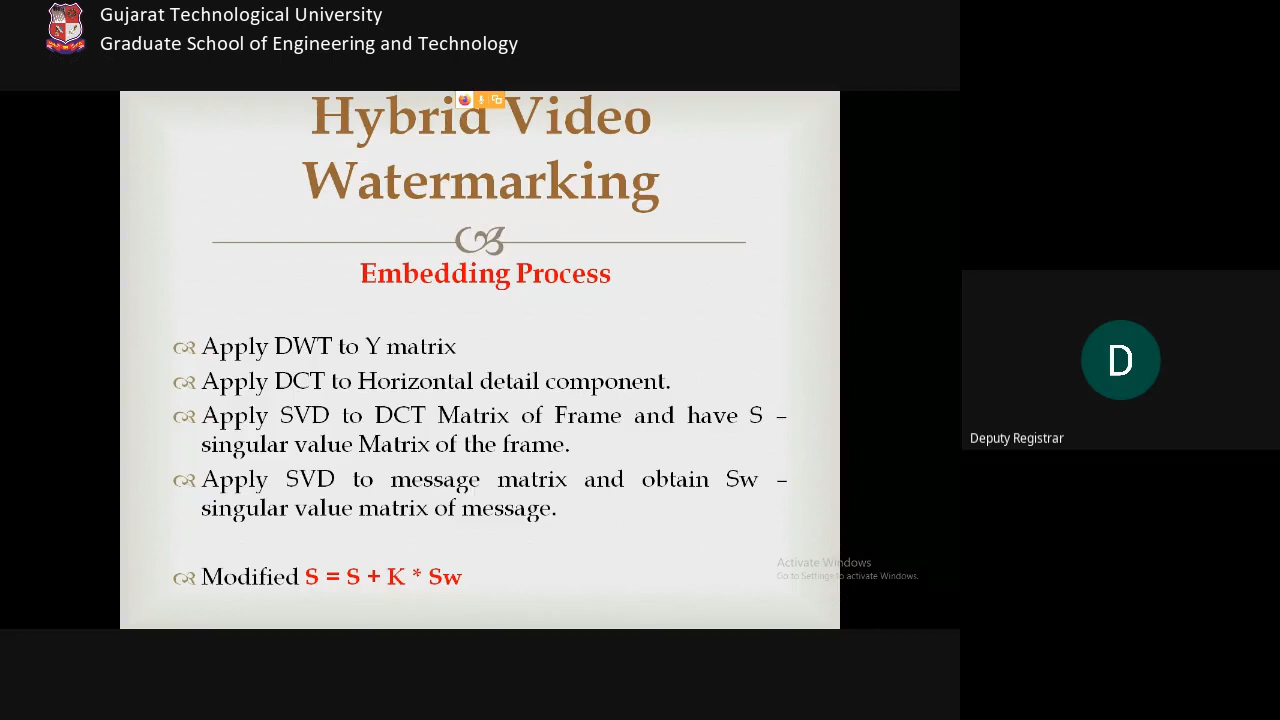 Gujarat Technological University
Graduate School of Engineering and Technology
Hybrid Video
Watermarking
Embedding Process
Apply DWT to Y matrix
Apply DCT to Horizontal detail component.
Apply SVD to DCT Matrix of Frame and have S –
singular value Matrix of the frame.
Apply SVD to message matrix and obtain Sw –
singular value matrix of message.
Modified S = S + K * Sw
Activate Windows
Go to Settings to activate Windows.
D
Deputy Registrar